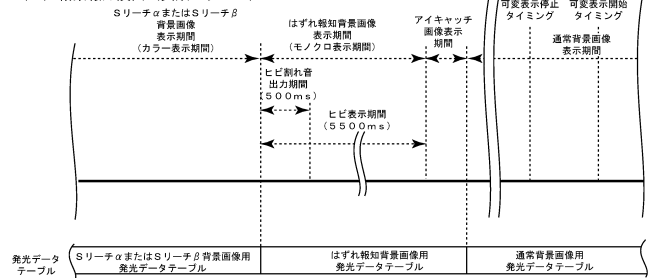 Sリーチαまたはsリーチβ
背景画像
表示期間
(カラー表示期間)
はずれ報知背景画像
表示期間
(モノクロ表示期間)
アイキャッチ
画像表示
期間
可変表示停止
タイミング
可変表示開始
タイミング
通常背景画像
表示期間
ヒビ割れ音
出力期間
(500ms)
ヒビ表示期間
(5500ms)
発光データ
テーブル
SリーチαまたはSリーチβ背景画像用
発光データテーブル
はずれ報知背景画像用
発光データテーブル
通常背景画像用
発光データテーブル